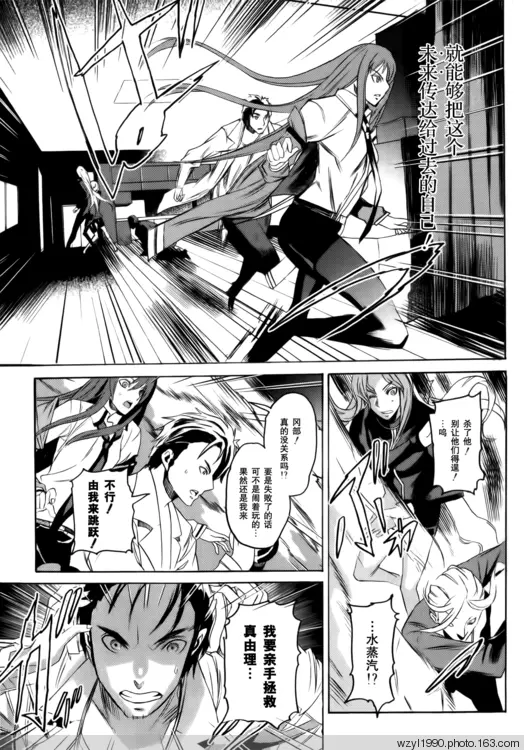 就能够把这个
未来传达给过去的自己!
杀了他!
别让他们得逞!
…呜
…水蒸汽!?
冈部?
真的没关系吗!?
要是失败了的话
可不是闹着玩的…
果然还是我来
不行!
由我来跳跃!
我要亲手拯救
真由理…
wzyl1990.photo.163.com